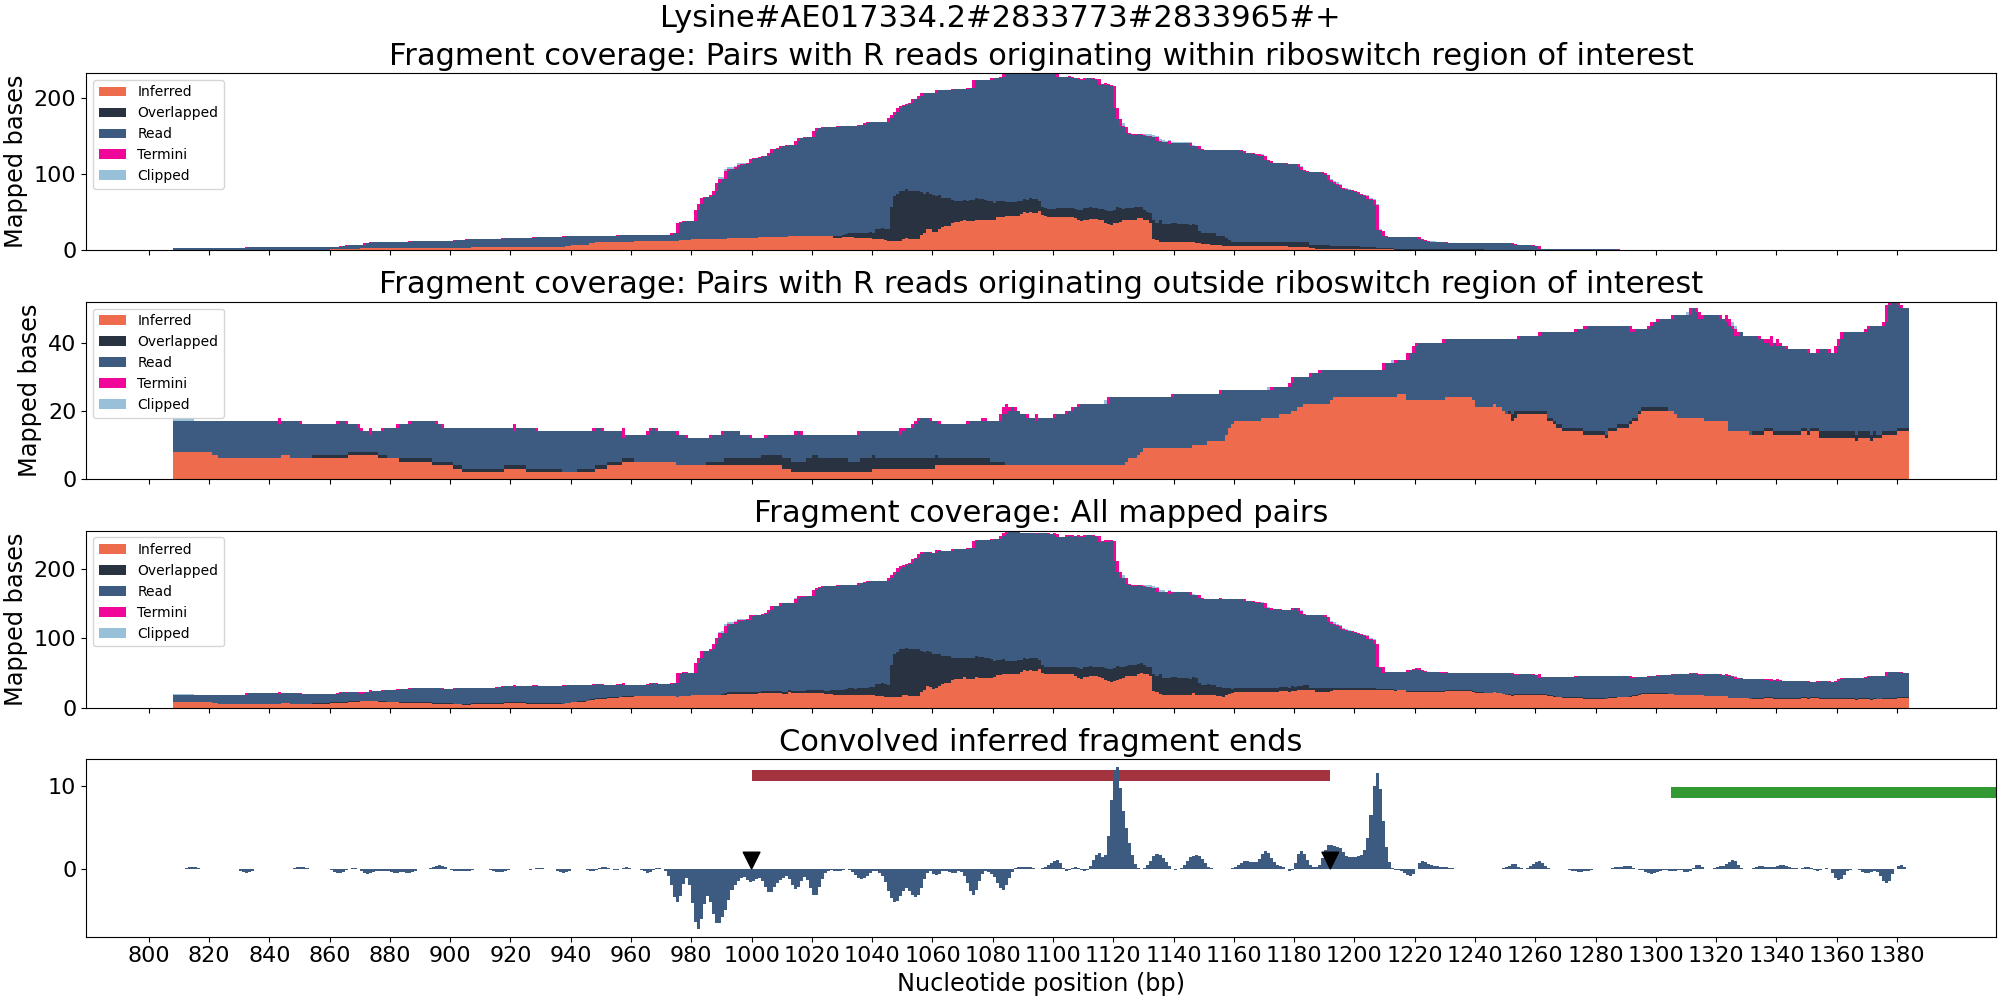 Lysine#AE017334.2#2833773#2833965#+
Fragment coverage: Pairs with R reads originating within riboswitch region of interest
Mapped bases
200
100
0
Inferred
Overlapped
Read
Termini
Clipped
Fragment coverage: Pairs with R reads originating outside riboswitch region of interest
Mapped bases
40
20
0
Inferred
Overlapped
Read
Termini
Clipped
Fragment coverage: All mapped pairs
Mapped bases
200
100
0
Inferred
Overlapped
Read
Termini
Clipped
Convolved inferred fragment ends
10
0
800 820 840 860 880 900 920 940 960 980 1000 1020 1040 1060 1080 1100 1120 1140 1160 1180 1200 1220 1240 1260 1280 1300 1320 1340 1360 1380
Nucleotide position (bp)